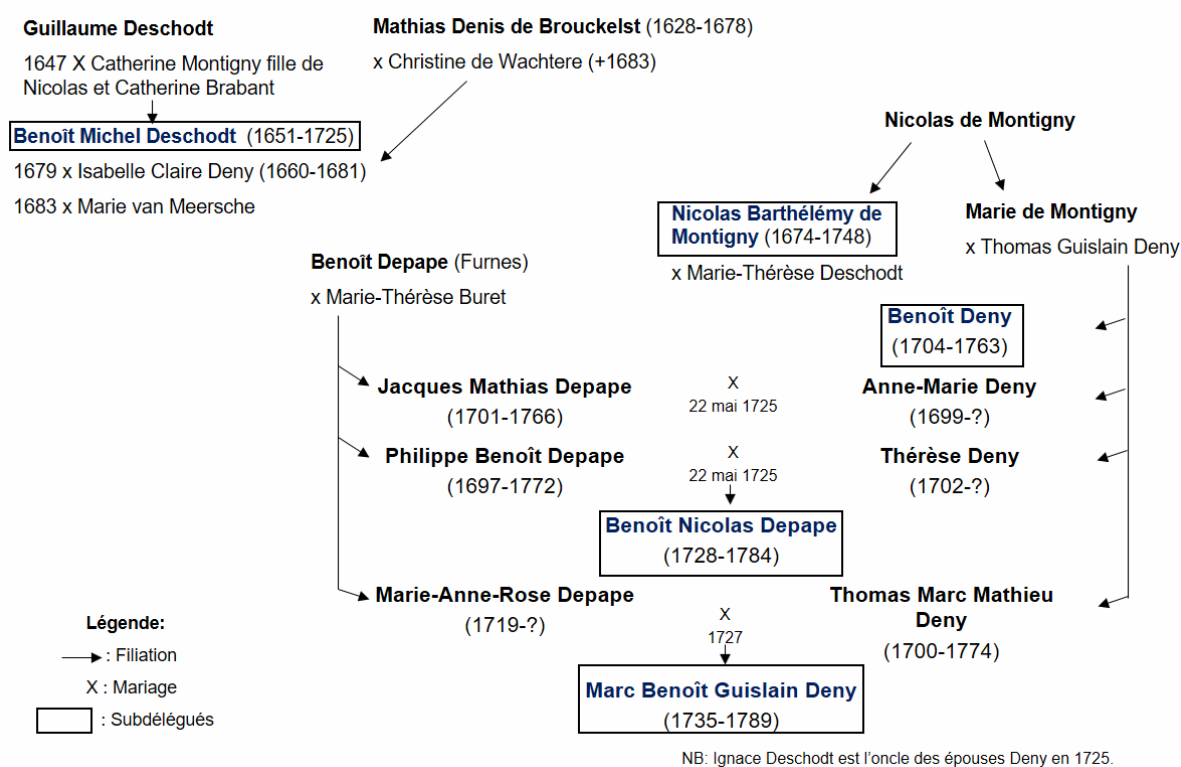 Guillaume Deschodt
1647 X Catherine Montigny fille de
Nicolas et Catherine Brabant
Mathias Denis de Brouckelst (1628-1678)
x Christine de Wachtere (+1683)
Benoît Michel Deschodt (1651-1725)
1679 x Isabelle Claire Deny (1660-1681)
1683 x Marie van Meersche
Nicolas de Montigny
Nicolas Barthélémy de
Montigny (1674-1748)
x Marie-Thérèse Deschodt
Marie de Montigny
x Thomas Guislain Deny
Benoît Depape (Furnes)
x Marie-Thérèse Buret
Benoît Deny
(1704-1763)
Jacques Mathias Depape
(1701-1766)
X
22 mai 1725
Anne-Marie Deny
(1699-?)
Philippe Benoît Depape
(1697-1772)
X
22 mai 1725
Thérèse Deny
(1702-?)
Benoît Nicolas Depape
(1728-1784)
Marie-Anne-Rose Depape
(1719-?)
X
1727
Thomas Marc Mathieu
Deny
(1700-1774)
Marc Benoît Guislain Deny
(1735-1789)
Légende:
: Filiation
X : Mariage
: Subdélégués
NB: Ignace Deschodt est l'oncle des épouses Deny en 1725.